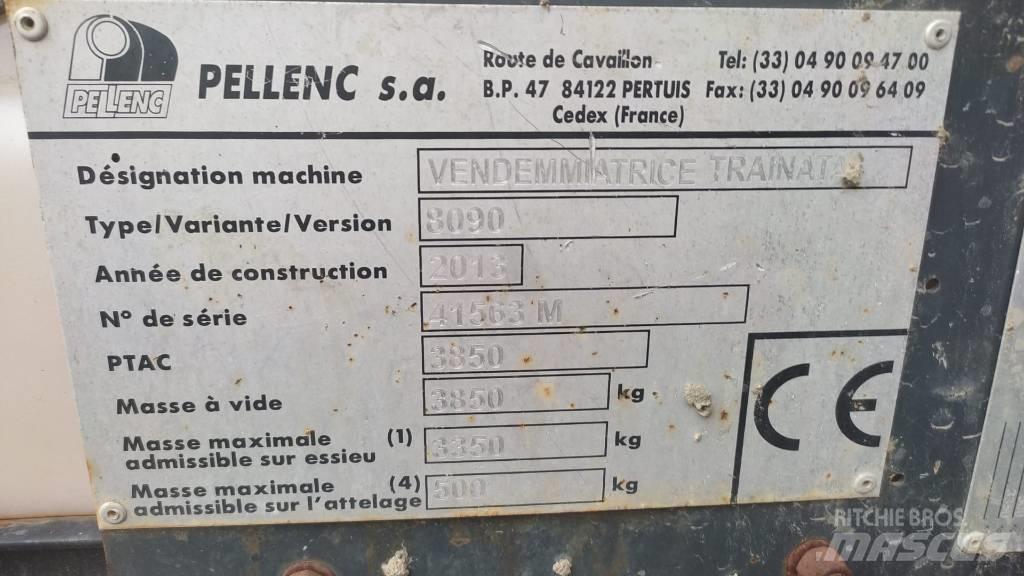 PELLENC
PELLENC s.a.
Route de Cavaillon
B.P. 47 84122 PERTUIS
Cedex (France)
Tel: (33) 04 90 09 47 00
Fax: (33) 04 90 09 64 09
Désignation machine VENDEMMIATRICE TRAINATA
Type/Variante/Version 8090
Année de construction 2013
N° de série 41563 M
PTAC 3850
Masse à vide 3850 kg
Masse maximale (1)
admissible sur essieu 3350 kg
Masse maximale (4)
admissible sur l'attelage 500 kg
CE
RITCHIE BROS.
MASCUS